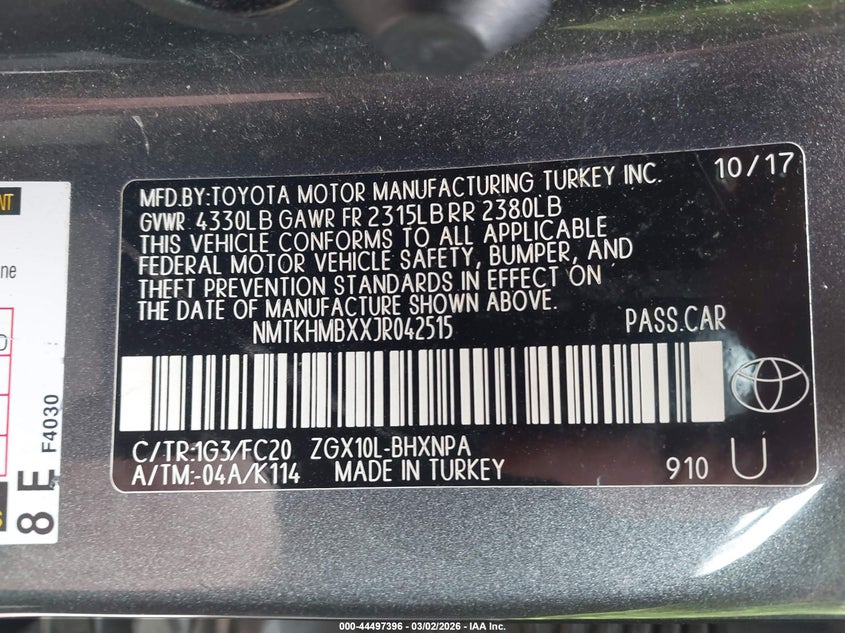 MFD.BY:TOYOTA MOTOR MANUFACTURING TURKEY INC. 10/17
GVWR 4330LB GAWR FR 2315LB RR 2380LB
THIS VEHICLE CONFORMS TO ALL APPLICABLE
FEDERAL MOTOR VEHICLE SAFETY, BUMPER, AND
THEFT PREVENTION STANDARDS IN EFFECT ON
THE DATE OF MANUFACTURE SHOWN ABOVE.
NMTKHMBXXJR042515 PASS.CAR
C/TR:1G3/FC20 ZGX10L-BHXNPA
A/TM:-04A/K114 MADE IN TURKEY 910 U
NT
ne
8 E F4030
000-44497396 - 03/02/2026 - IAA Inc.